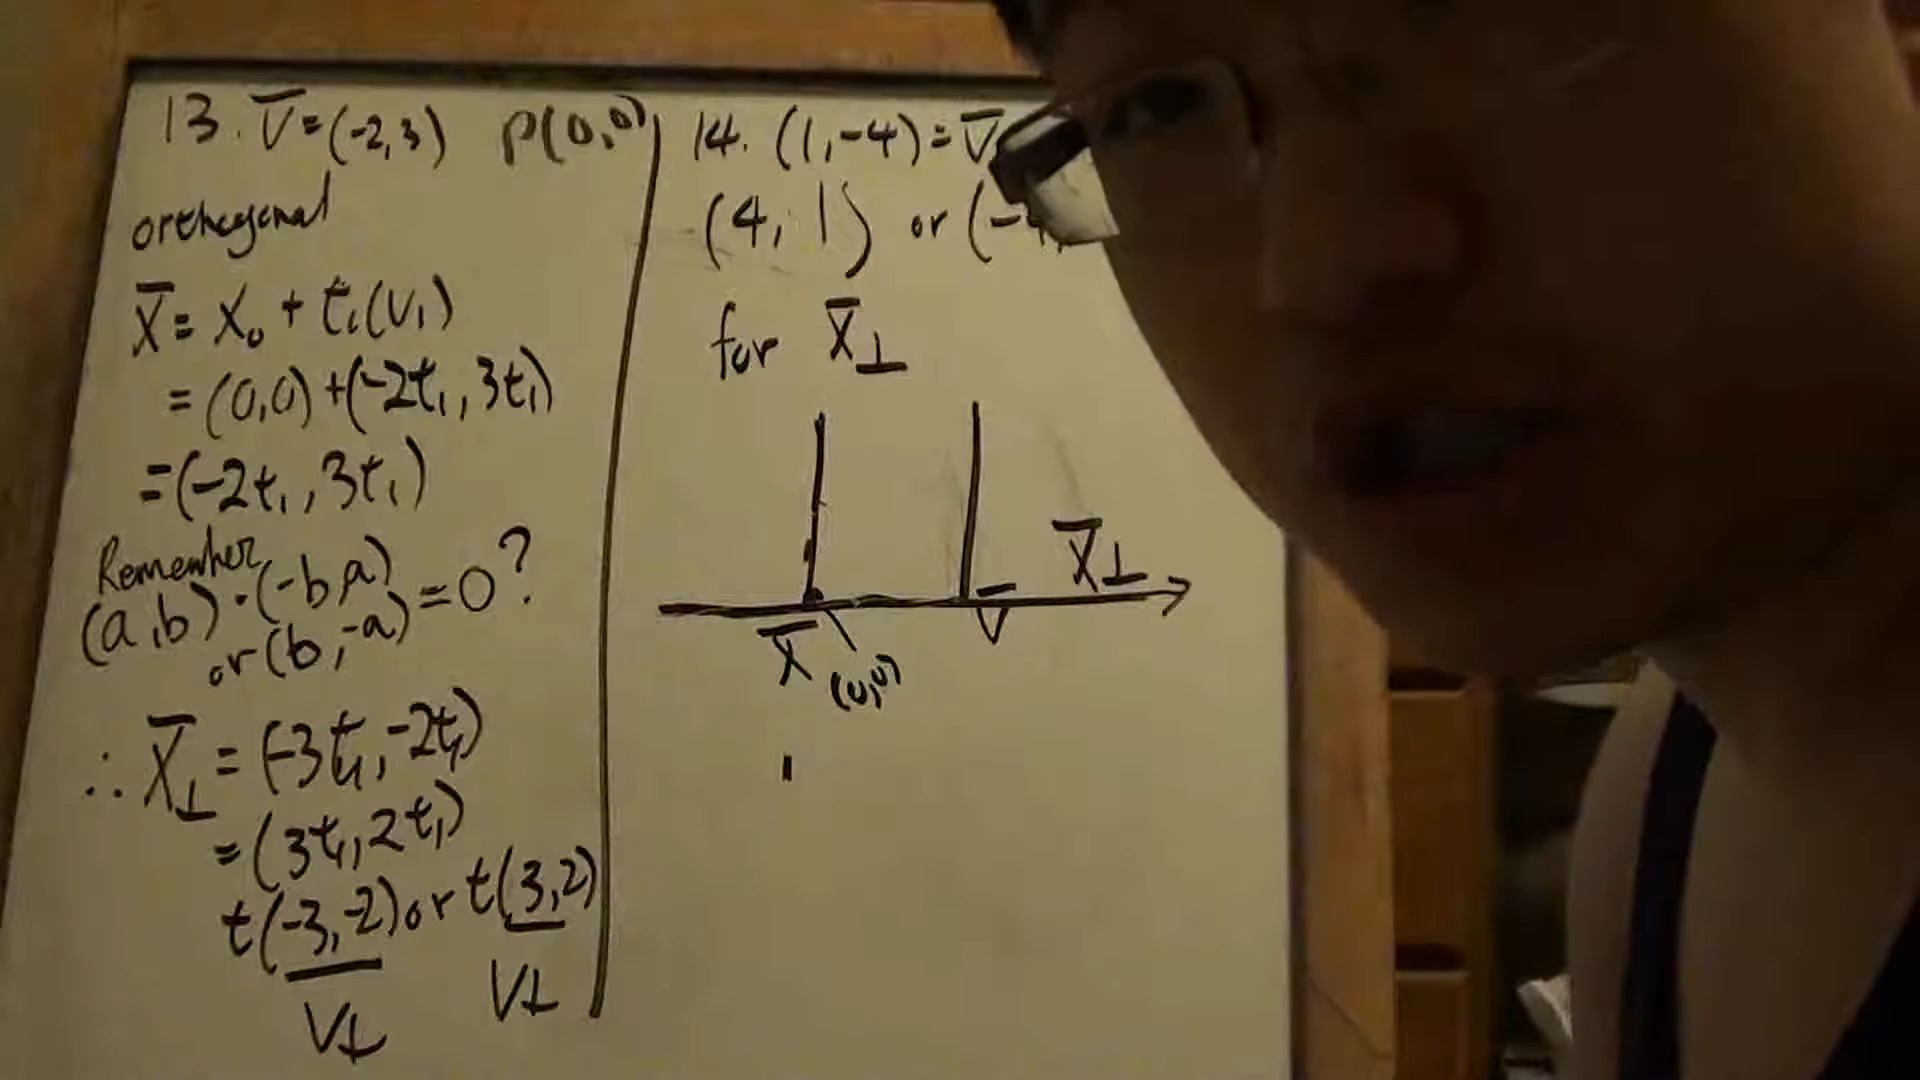 13. V̅=(-2,3) P(0,0)
orthogonal
X̅= X₀ + t₁(V₁)
= (0,0)+(-2t₁, 3t₁)
=(-2t₁, 3t₁)
Remember
(a,b)·(-b,a)
or(b,-a) =0?
∴ X̅⊥ = (-3t₁,-2t₁)
= (3t₁,2t₁)
t(-3,-2) or t(3,2)
V⊥ V⊥
14. (1,-4)=V̅
(4,1) or (-4,
for X̅⊥
X̅⊥
X̅ V̅
(0,0)